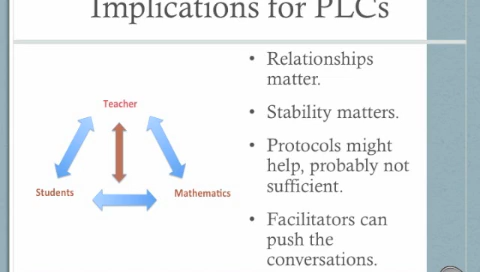 Implications for PLCs
• Relationships
matter.
• Stability matters.
• Protocols might
help, probably not
sufficient.
• Facilitators can
push the
conversations.
Teacher
Students
Mathematics